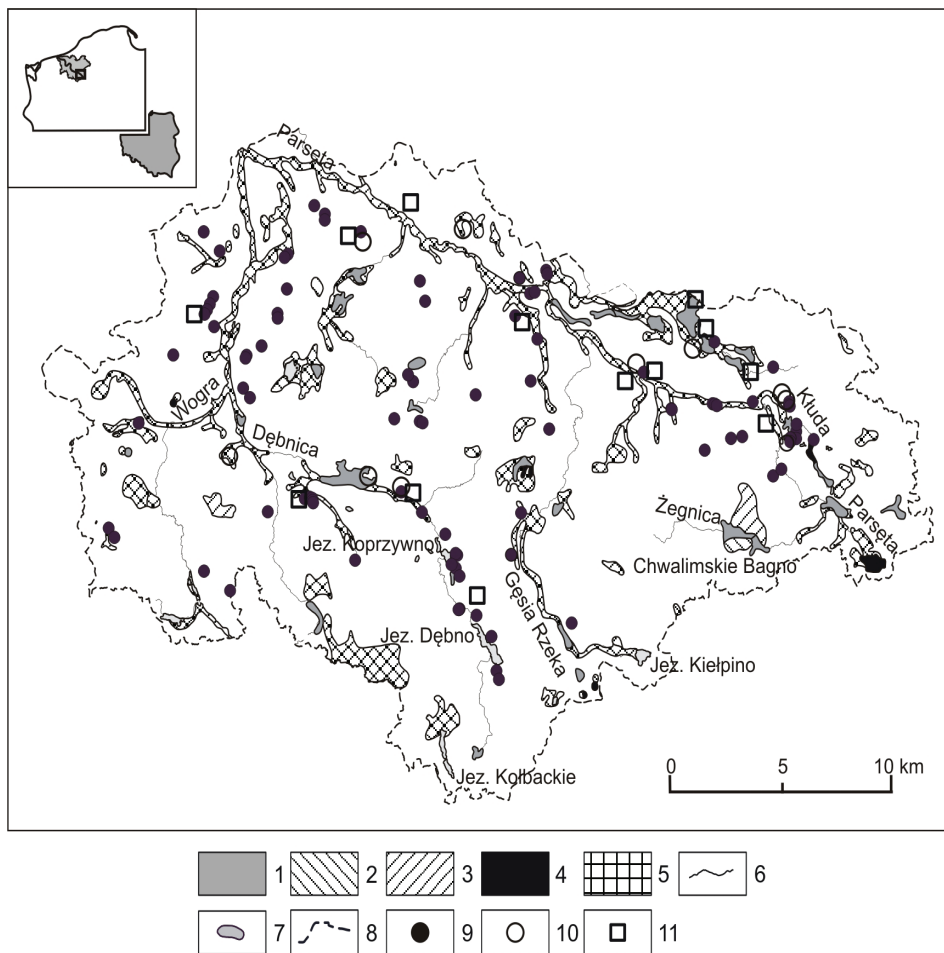 Parsęta
Wogra
Dębnica
Kłuda
Żegnica
Parsęta
Jez. Koprzywno
Chwalimskie Bagno
Gęsia Rzeka
Jez. Dębno
Jez. Kiełpino
Jez. Kołbackie
0 5 10 km
1 2 3 4 5 6
7 8 9 10 11